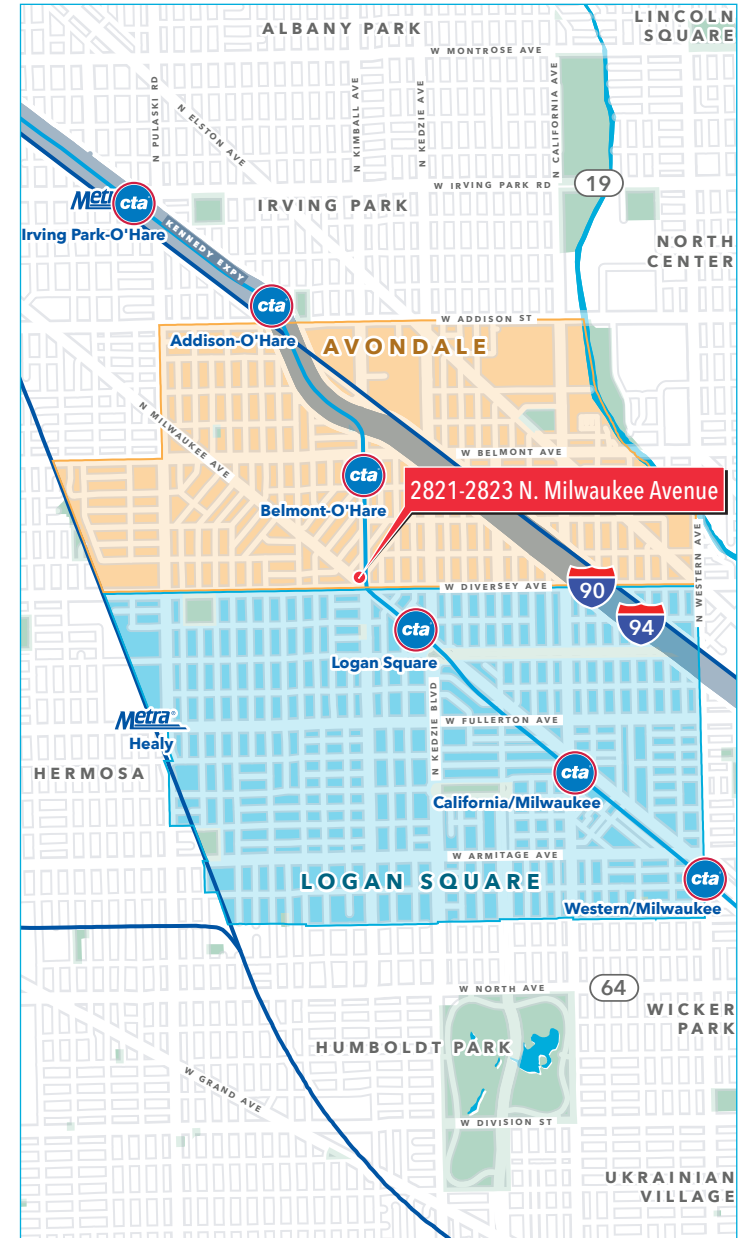 ALBANY PARK
LINCOLN
SQUARE
W MONTROSE AVE
N PULASKI RD
N ELSTON AVE
N KIMBALL AVE
N KEDZIE AVE
N CALIFORNIA AVE
W IRVING PARK RD
19
Metra
cta
Irving Park-O'Hare
IRVING PARK
KENNEDY EXPY
NORTH
CENTER
cta
Addison-O'Hare
W ADDISON ST
AVONDALE
N MILWAUKEE AVE
W BELMONT AVE
cta
Belmont-O'Hare
2821-2823 N. Milwaukee Avenue
W DIVERSEY AVE
90
94
N WESTERN AVE
cta
Logan Square
N KEDZIE BLVD
Metra®
Healy
W FULLERTON AVE
HERMOSA
cta
California/Milwaukee
W ARMITAGE AVE
LOGAN SQUARE
cta
Western/Milwaukee
W NORTH AVE
64
WICKER
PARK
HUMBOLDT PARK
W GRAND AVE
W DIVISION ST
UKRAINIAN
VILLAGE